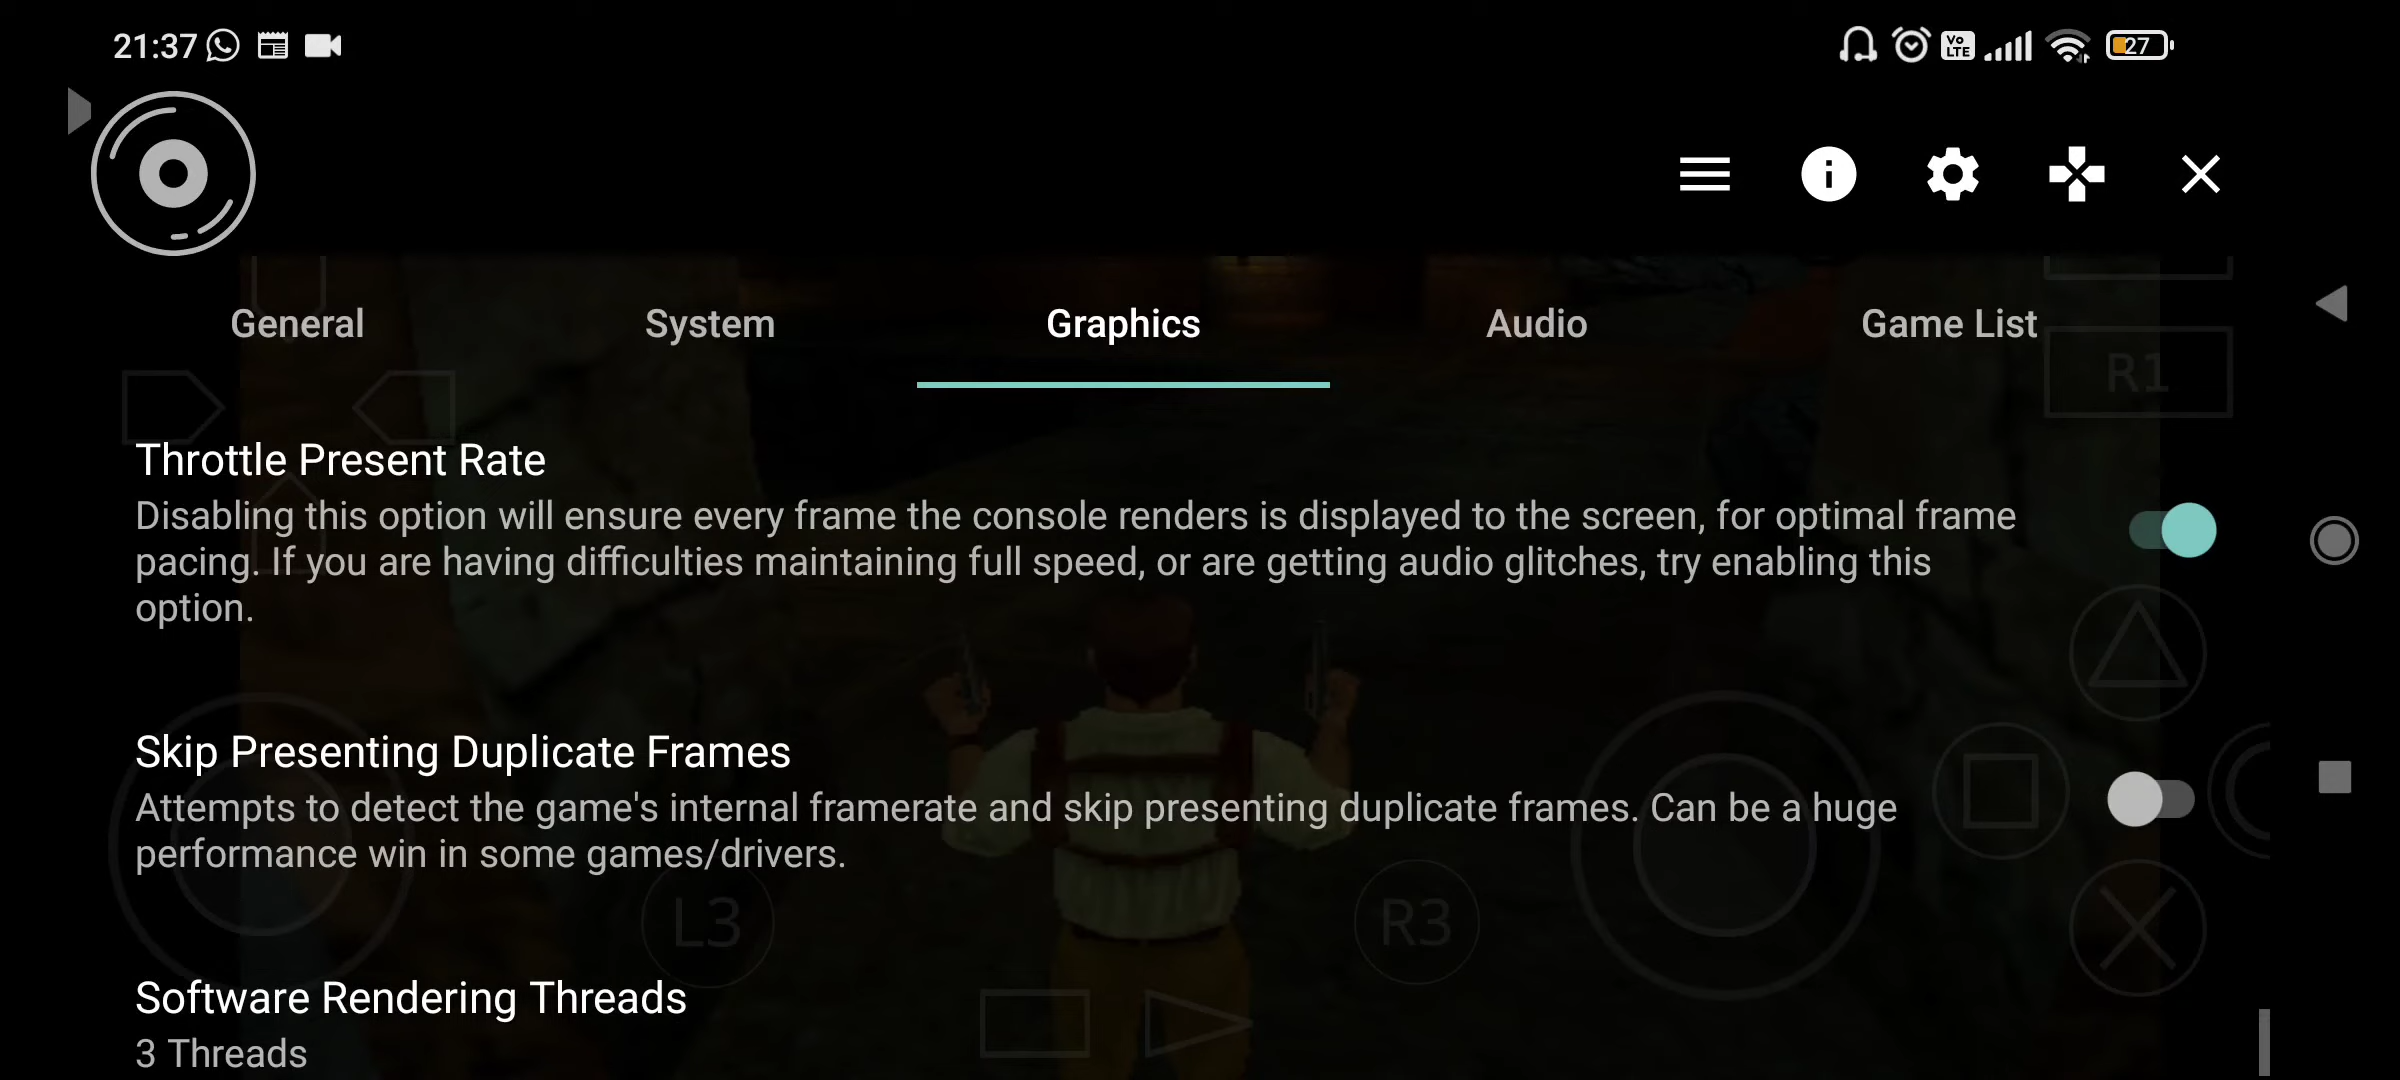 21:37
Vo LTE
27
General System Graphics Audio Game List
R1
Throttle Present Rate
Disabling this option will ensure every frame the console renders is displayed to the screen, for optimal frame
pacing. If you are having difficulties maintaining full speed, or are getting audio glitches, try enabling this
option.
Skip Presenting Duplicate Frames
Attempts to detect the game's internal framerate and skip presenting duplicate frames. Can be a huge
performance win in some games/drivers.
L3
R3
Software Rendering Threads
3 Threads